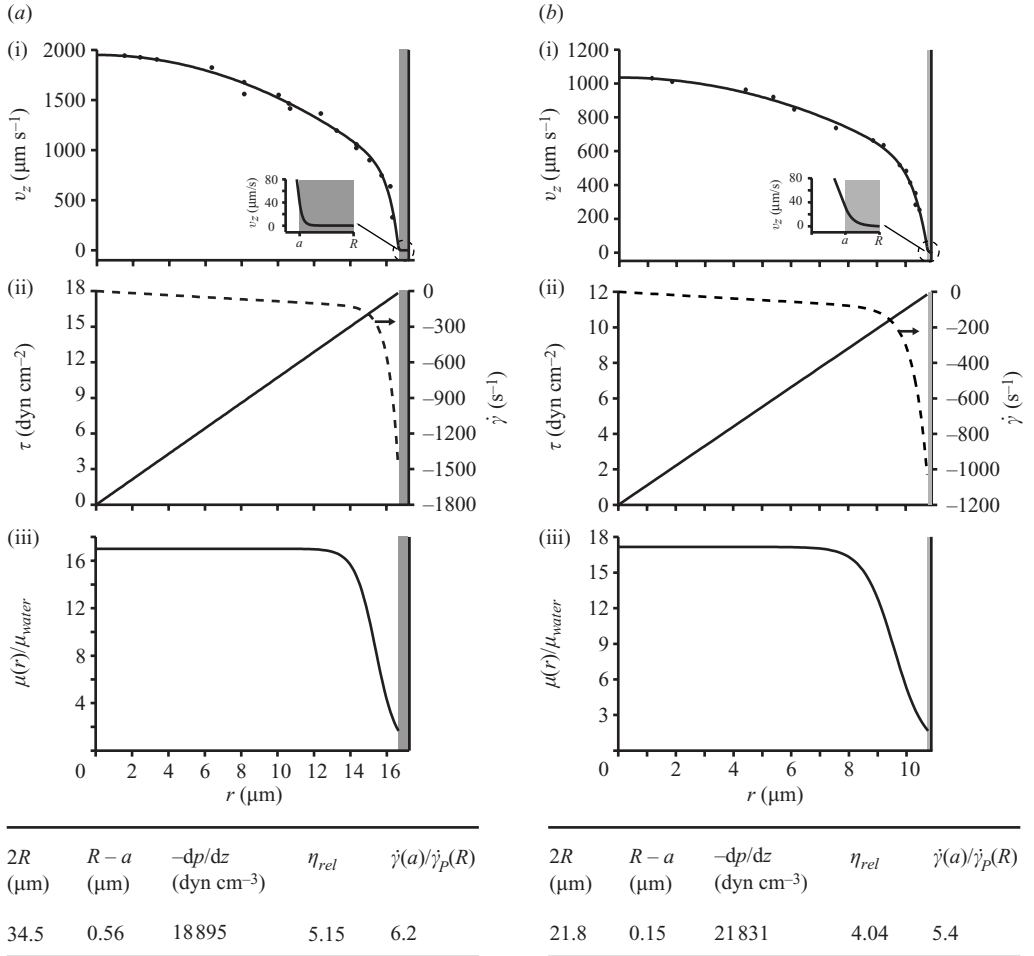 (a)
(i)
2000
1500
1000
500
0
v_z (μm s⁻¹)
80
40
0
v_z (μm/s)
a
R
(ii)
18
15
12
9
6
3
0
τ (dyn cm⁻²)
0
–300
–600
–900
–1200
–1500
–1800
γ̇ (s⁻¹)
(iii)
16
12
8
4
μ(r)/μ_water
0 2 4 6 8 10 12 14 16
r (μm)
2R R – a –dp/dz η_rel γ̇(a)/γ̇_P(R)
(μm) (μm) (dyn cm⁻³)
34.5 0.56 18 895 5.15 6.2
(b)
(i)
1200
1000
800
600
400
200
0
v_z (μm s⁻¹)
80
40
0
v_z (μm/s)
a
R
(ii)
12
10
8
6
4
2
0
τ (dyn cm⁻²)
0
–200
–400
–600
–800
–1000
–1200
γ̇ (s⁻¹)
(iii)
18
15
12
9
6
3
μ(r)/μ_water
0 2 4 6 8 10
r (μm)
2R R – a –dp/dz η_rel γ̇(a)/γ̇_P(R)
(μm) (μm) (dyn cm⁻³)
21.8 0.15 21 831 4.04 5.4